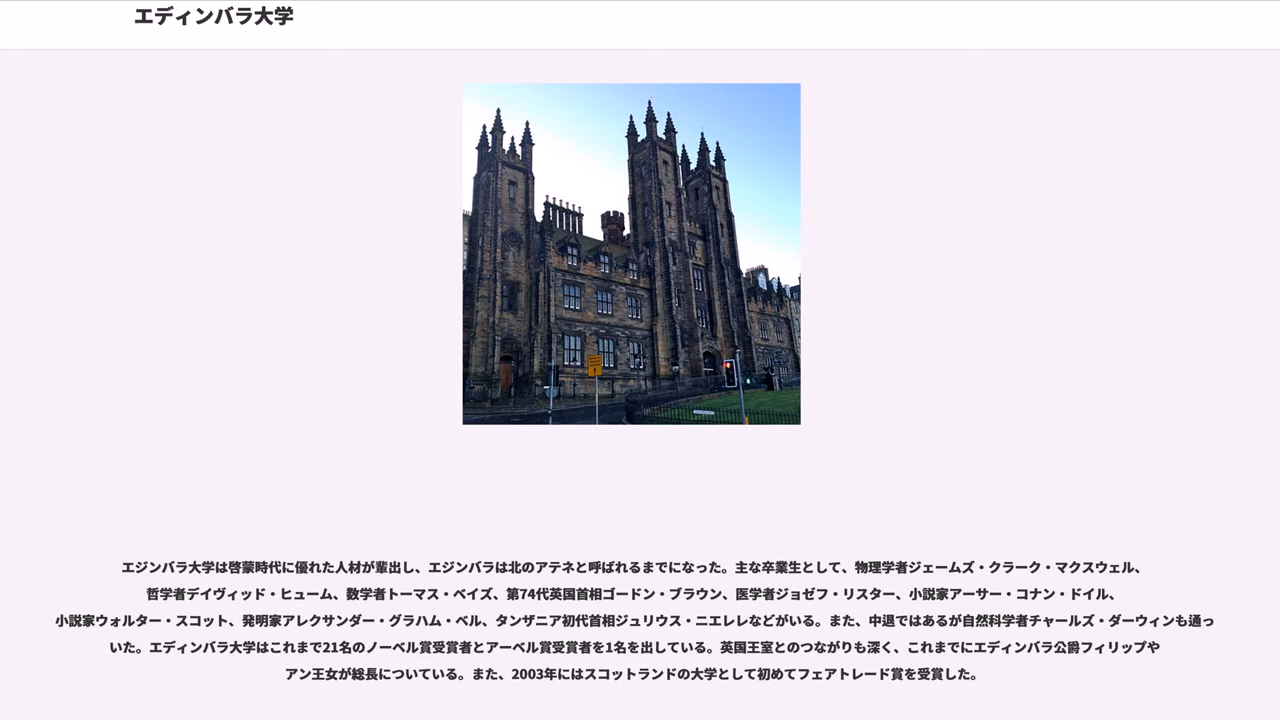 エディンバラ大学
エジンバラ大学は啓蒙時代に優れた人材が輩出し、エジンバラは北のアテネと呼ばれるまでになった。主な卒業生として、物理学者ジェームズ・クラーク・マクスウェル、
哲学者デイヴィッド・ヒューム、数学者トーマス・ベイズ、第74代英国首相ゴードン・ブラウン、医学者ジョゼフ・リスター、小説家アーサー・コナン・ドイル、
小説家ウォルター・スコット、発明家アレクサンダー・グラハム・ベル、タンザニア初代首相ジュリウス・ニエレレなどがいる。また、中退ではあるが自然科学者チャールズ・ダーウィンも通っ
いた。エディンバラ大学はこれまで21名のノーベル賞受賞者とアーベル賞受賞者を1名を出している。英国王室とのつながりも深く、これまでにエディンバラ公爵フィリップや
アン王女が総長についている。また、2003年にはスコットランドの大学として初めてフェアトレード賞を受賞した。